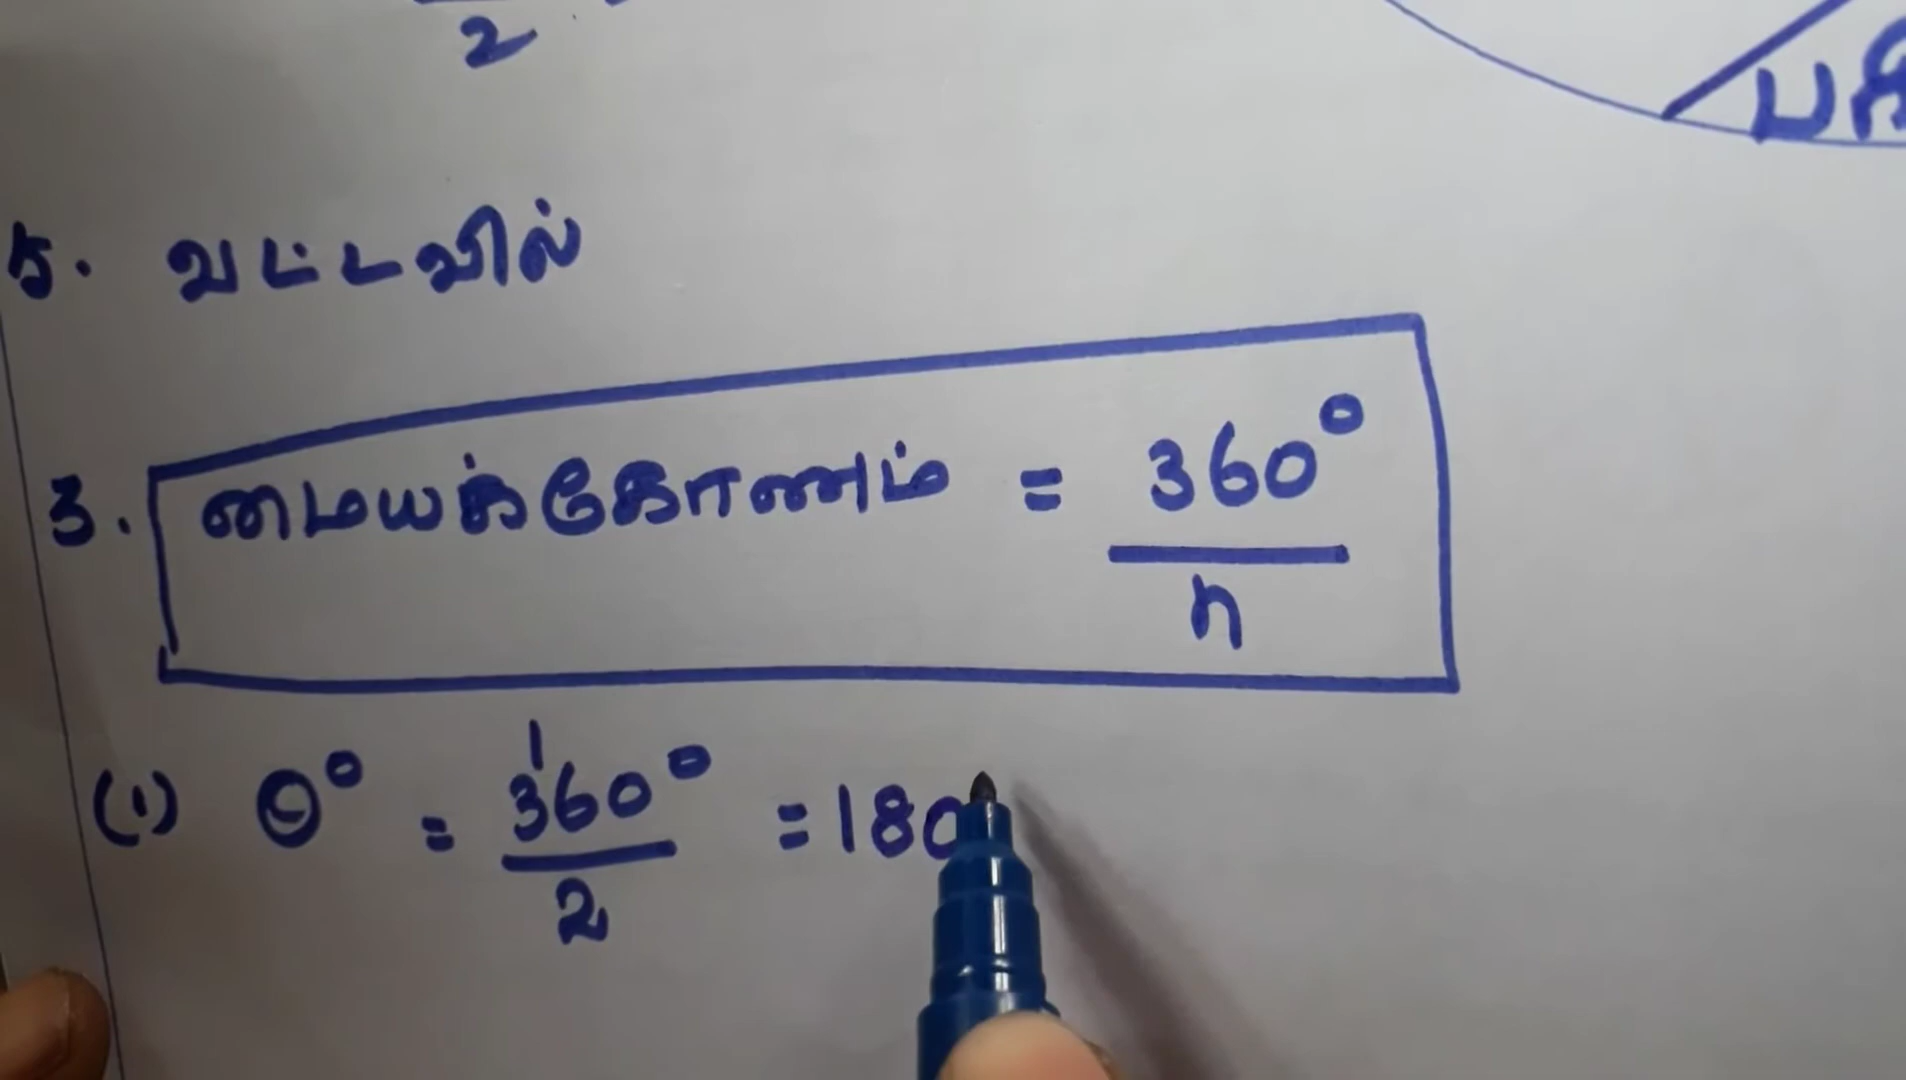 2
5. வட்டவில்
3. மையக்கோணம் = 360° / n
(1) θ° = 360° / 2 = 180